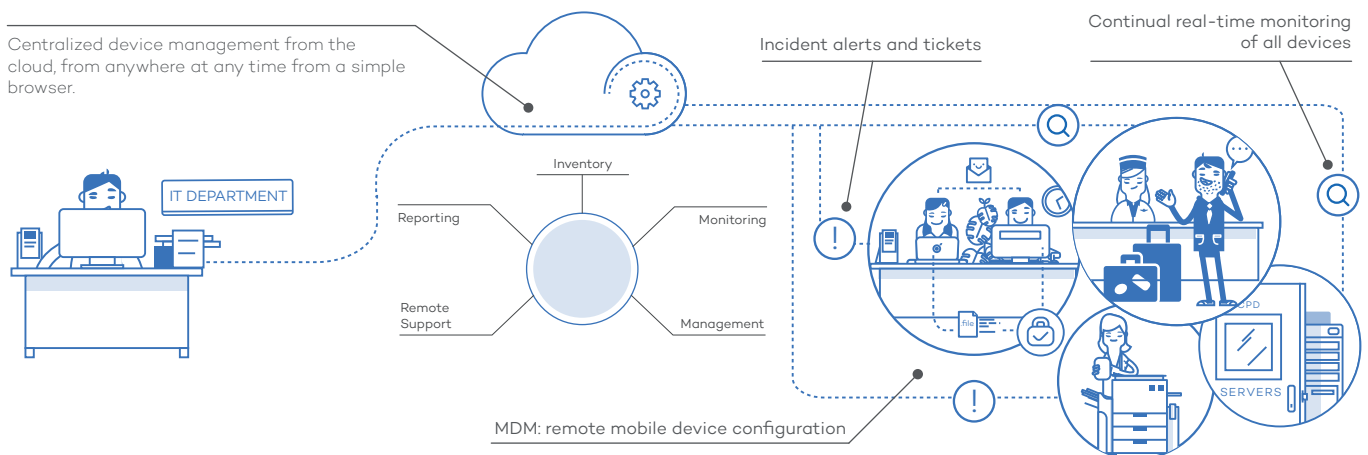 Centralized device management from the
cloud, from anywhere at any time from a simple
browser.
Incident alerts and tickets
Continual real-time monitoring
of all devices
IT DEPARTMENT
Inventory
Reporting
Monitoring
Remote
Support
Management
.file
CPD
SERVERS
MDM: remote mobile device configuration